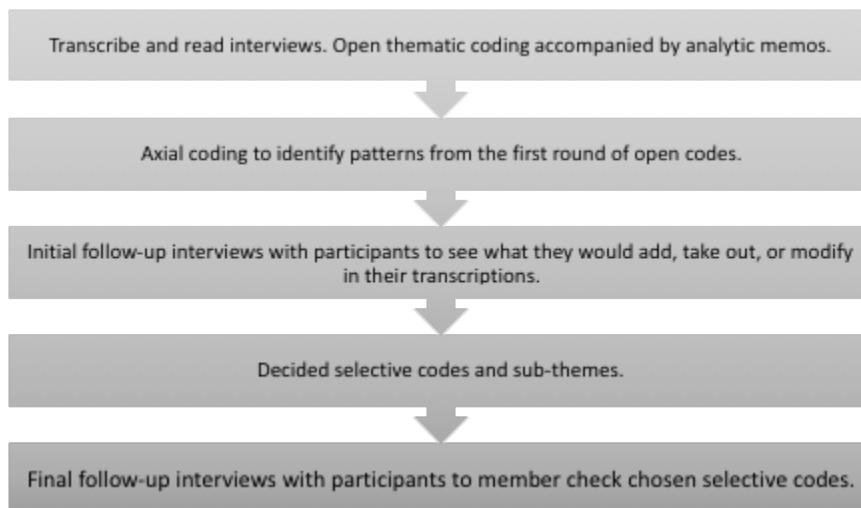 Transcribe and read interviews. Open thematic coding accompanied by analytic memos.
Axial coding to identify patterns from the first round of open codes.
Initial follow-up interviews with participants to see what they would add, take out, or modify
in their transcriptions.
Decided selective codes and sub-themes.
Final follow-up interviews with participants to member check chosen selective codes.